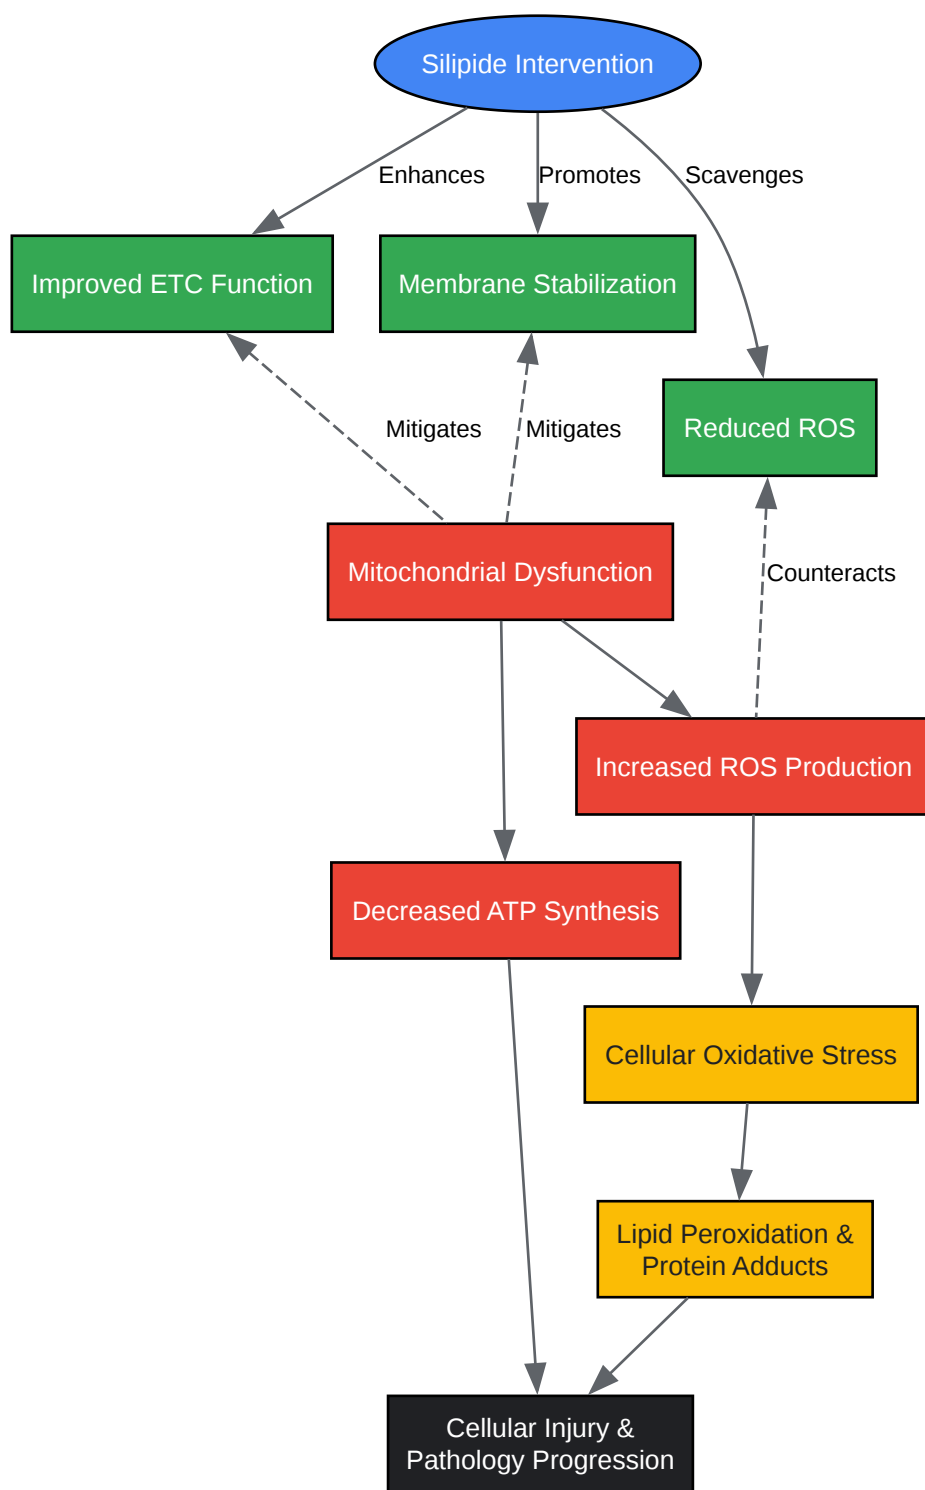 Silipide Intervention
Enhances
Promotes
Scavenges
Improved ETC Function
Membrane Stabilization
Reduced ROS
Mitigates
Mitigates
Mitochondrial Dysfunction
Counteracts
Increased ROS Production
Decreased ATP Synthesis
Cellular Oxidative Stress
Lipid Peroxidation &
Protein Adducts
Cellular Injury &
Pathology Progression